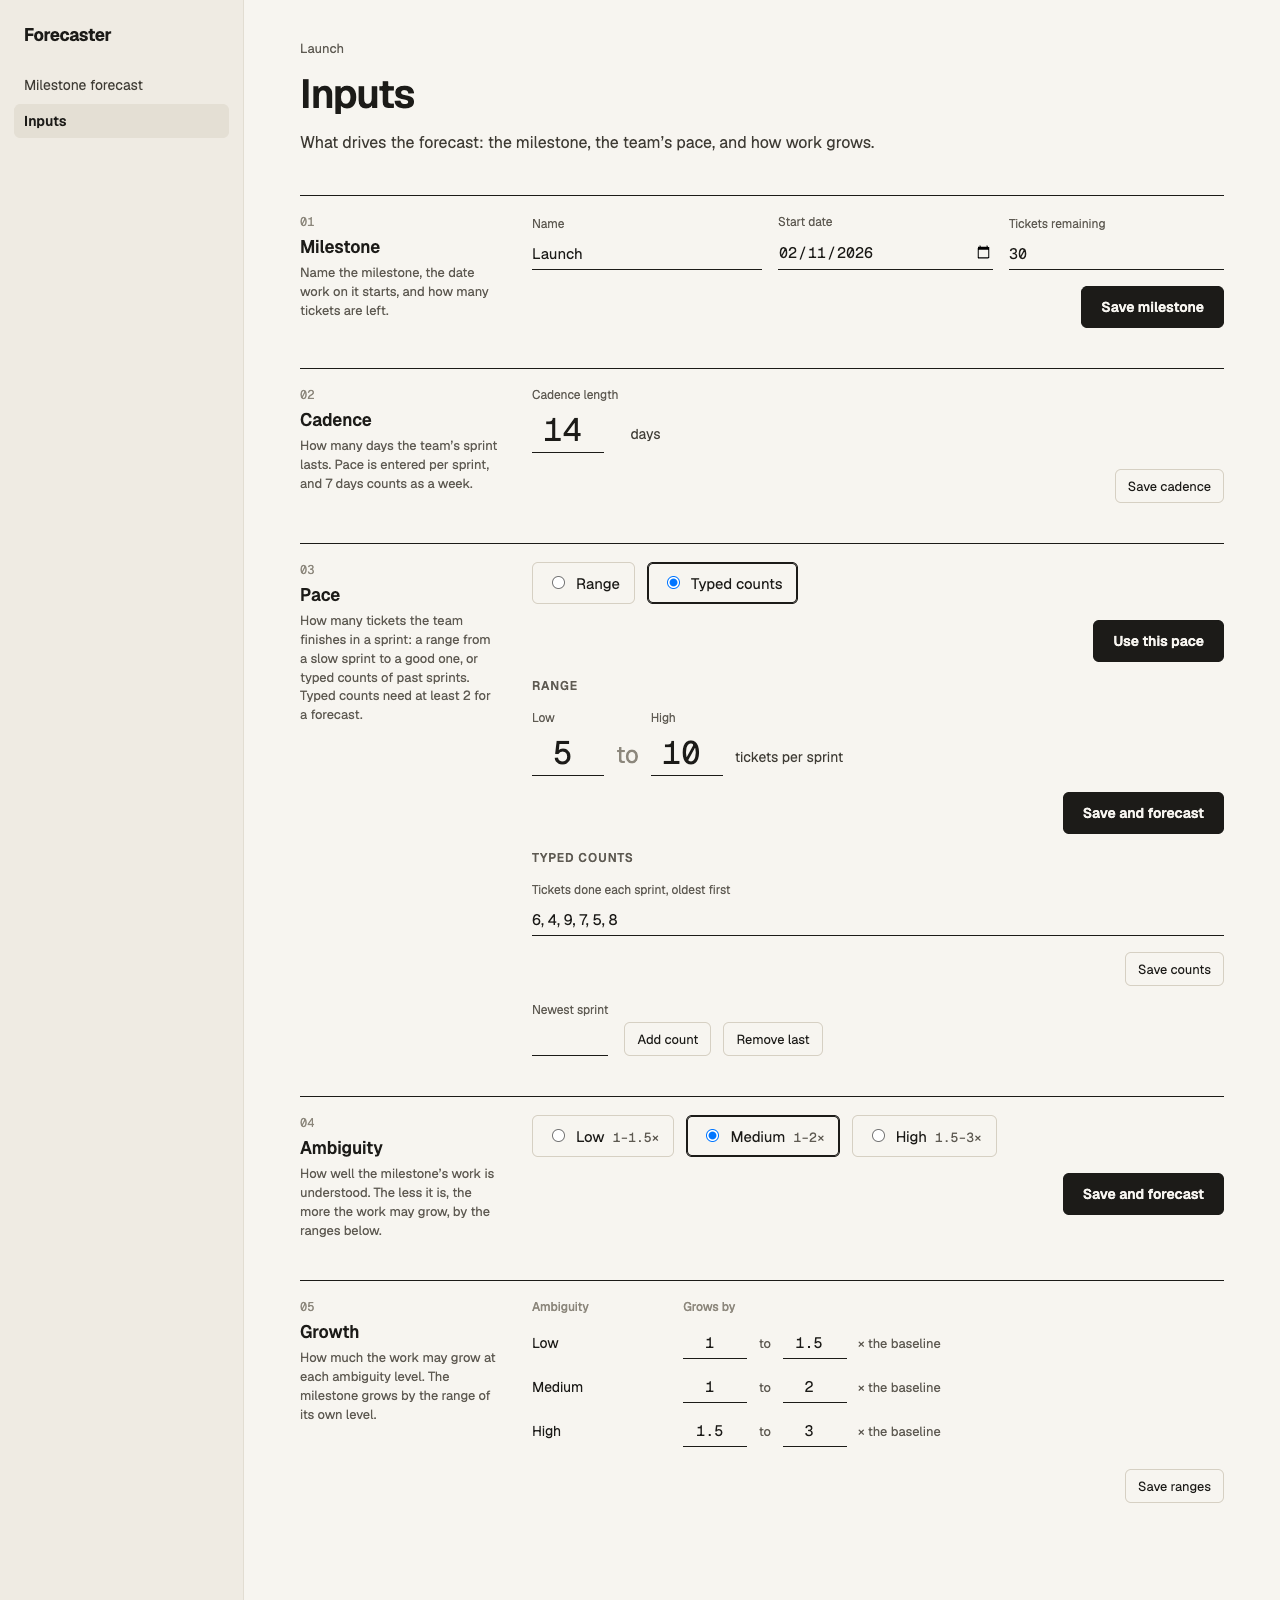 Forecaster
Milestone forecast
Inputs
Launch
Inputs
What drives the forecast: the milestone, the team’s pace, and how work grows.
01
Milestone
Name the milestone, the date
work on it starts, and how many
tickets are left.
Name
Start date
Tickets remaining
Launch
02/11/2026
30
Save milestone
02
Cadence
How many days the team’s sprint
lasts. Pace is entered per sprint,
and 7 days counts as a week.
Cadence length
14 days
Save cadence
03
Pace
How many tickets the team
finishes in a sprint: a range from
a slow sprint to a good one, or
typed counts of past sprints.
Typed counts need at least 2 for
a forecast.
Range
Typed counts
Use this pace
RANGE
Low
High
5 to 10 tickets per sprint
Save and forecast
TYPED COUNTS
Tickets done each sprint, oldest first
6, 4, 9, 7, 5, 8
Save counts
Newest sprint
Add count
Remove last
04
Ambiguity
How well the milestone’s work is
understood. The less it is, the
more the work may grow, by the
ranges below.
Low 1–1.5×
Medium 1–2×
High 1.5–3×
Save and forecast
05
Growth
How much the work may grow at
each ambiguity level. The
milestone grows by the range of
its own level.
Ambiguity
Grows by
Low 1 to 1.5 × the baseline
Medium 1 to 2 × the baseline
High 1.5 to 3 × the baseline
Save ranges